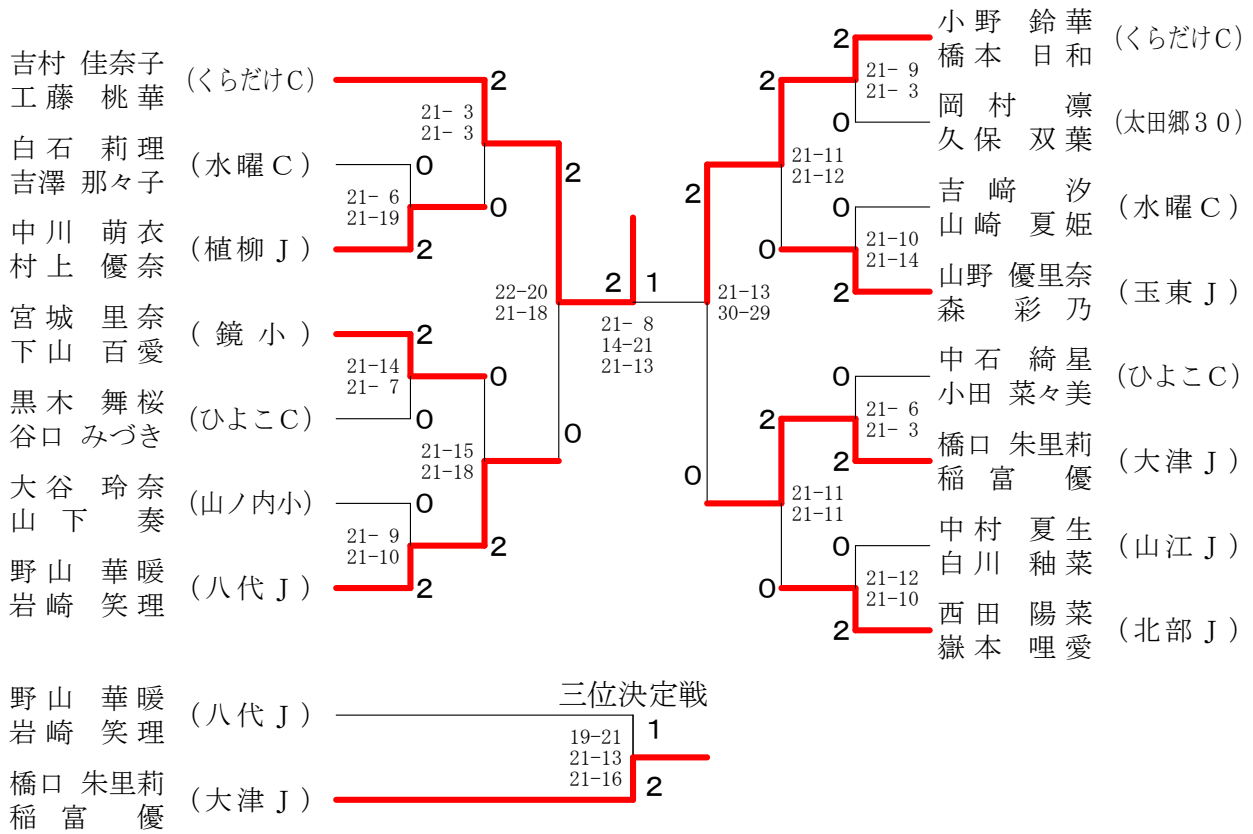 吉村 佳奈子
工藤 桃華
(くらだけC)
2
21- 3
21- 3
白石 莉理
吉澤 那々子
(水曜C)
0
21- 6
21-19
0
中川 萌衣
村上 優奈
(植柳J)
2
2
22-20
21-18
宮城 里奈
下山 百愛
(鏡小)
2
21-14
21- 7
0
黒木 舞桜
谷口 みづき
(ひよこC)
0
21-15
21-18
0
大谷 玲奈
山下 奏
(山ノ内小)
0
21- 9
21-10
2
野山 華暖
岩崎 笑理
(八代J)
2
2 1
21- 8
14-21
21-13
小野 鈴華
橋本 日和
(くらだけC)
2
21- 9
21- 3
2
岡村 凛
久保 双葉
(太田郷30)
0
21-11
21-12
2
吉﨑 汐
山崎 夏姫
(水曜C)
0
21-10
21-14
0
山野 優里奈
森 彩乃
(玉東J)
2
21-13
30-29
中石 綺星
小田 菜々美
(ひよこC)
0
21- 6
21- 3
2
橋口 朱里莉
稲富 優
(大津J)
2
0
21-11
21-11
中村 夏生
白川 釉菜
(山江J)
0
21-12
21-10
0
西田 陽菜
嶽本 哩愛
(北部J)
2
三位決定戦
野山 華暖
岩崎 笑理
(八代J)
1
19-21
21-13
21-16
橋口 朱里莉
稲富 優
(大津J)
2